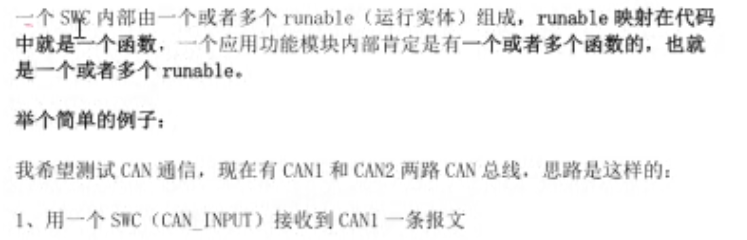 一个 SWC 内部由一个或者多个 runable（运行实体）组成，runable 映射在代码
中就是一个函数，一个应用功能模块内部肯定是有一个或者多个函数的，也就
是一个或者多个 runable。
举个简单的例子：
我希望测试 CAN 通信，现在有 CAN1 和 CAN2 两路 CAN 总线，思路是这样的：
1、用一个 SWC（CAN_INPUT）接收到 CAN1 一条报文